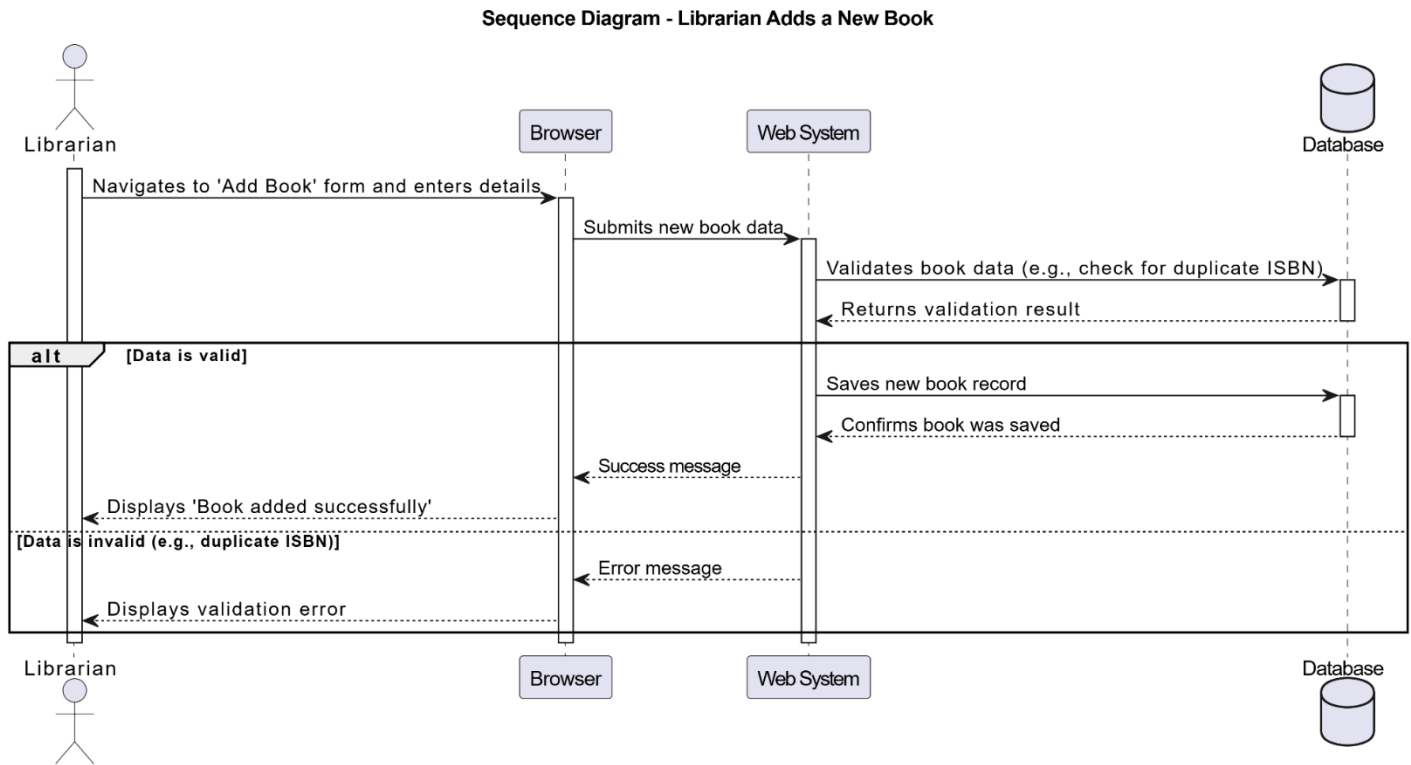 Sequence Diagram - Librarian Adds a New Book
Librarian
Browser
Web System
Database
Navigates to 'Add Book' form and enters details
Submits new book data
Validates book data (e.g., check for duplicate ISBN)
Returns validation result
alt
[Data is valid]
Saves new book record
Confirms book was saved
Success message
Displays 'Book added successfully'
[Data is invalid (e.g., duplicate ISBN)]
Error message
Displays validation error
Librarian
Browser
Web System
Database